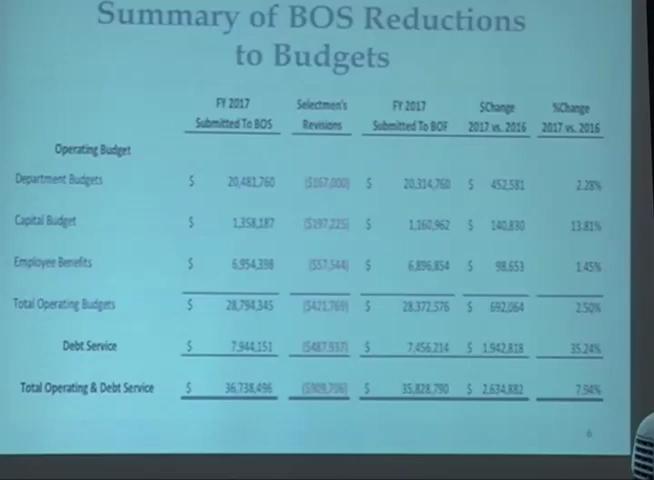 Summary of BOS Reductions
to Budgets
FY 2017 Selectmen's FY 2017 $Change %Change
Submitted To BOS Revisions Submitted To BOF 2017 vs. 2016 2017 vs. 2016
Operating Budget
Department Budgets $ 20,481,760 ($167,000) $ 20,314,760 $ 452,581 2.28%
Capital Budget $ 1,358,187 ($197,225) $ 1,160,962 $ 140,830 13.81%
Employee Benefits $ 6,954,398 ($57,544) $ 6,896,854 $ 98,653 1.45%
Total Operating Budgets $ 28,794,345 ($421,769) $ 28,372,576 $ 692,064 2.50%
Debt Service $ 7,944,151 ($487,937) $ 7,456,214 $ 1,942,818 35.24%
Total Operating & Debt Service $ 36,738,496 ($909,706) $ 35,828,790 $ 2,634,882 7.94%
6